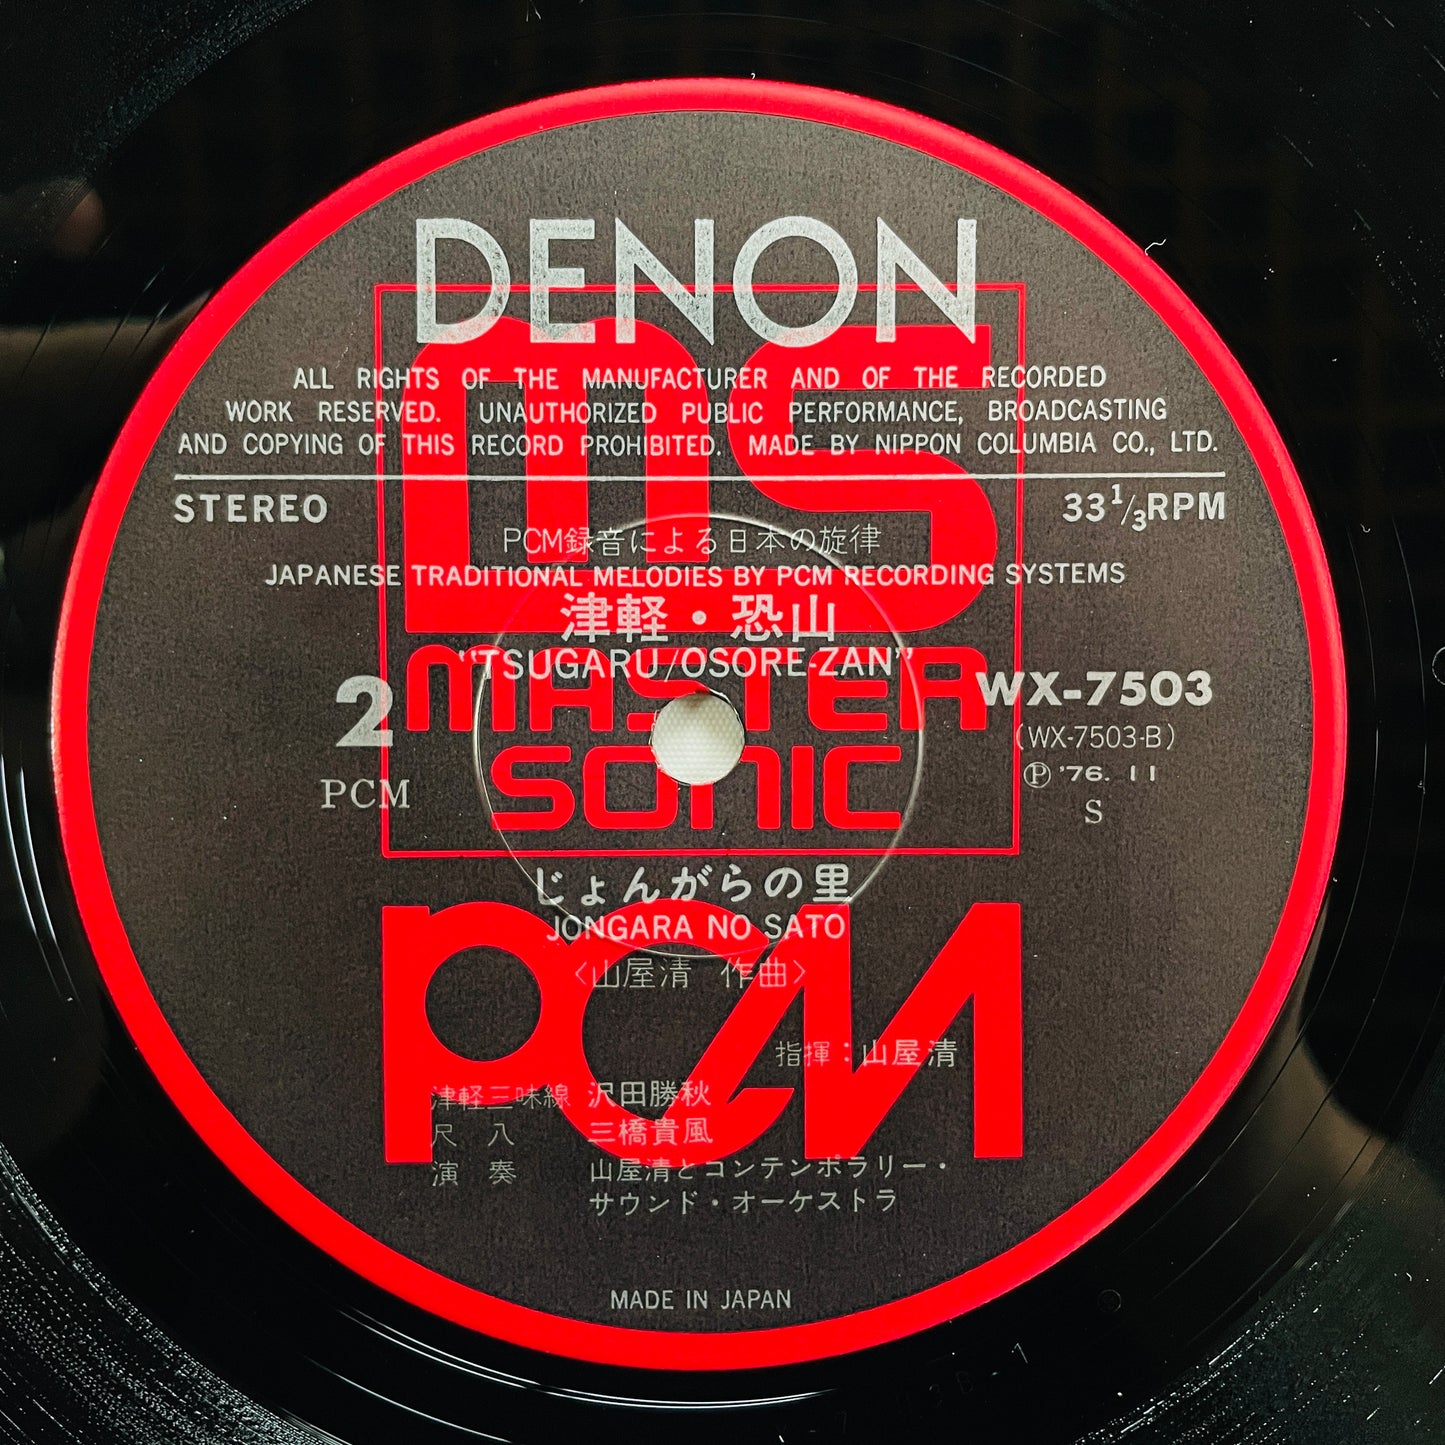 DENON
ms
ALL RIGHTS OF THE MANUFACTURER AND OF THE RECORDED
WORK RESERVED. UNAUTHORIZED PUBLIC PERFORMANCE, BROADCASTING
AND COPYING OF THIS RECORD PROHIBITED. MADE BY NIPPON COLUMBIA CO., LTD.
STEREO 33 1/3 RPM
PCM録音による日本の旋律
JAPANESE TRADITIONAL MELODIES BY PCM RECORDING SYSTEMS
津軽・恐山
"TSUGARU/OSORE-ZAN"
MASTER
SONIC
2
PCM
WX-7503
(WX-7503-B)
Ⓟ '76. 11
S
じょんがらの里
JONGARA NO SATO
〈山屋清 作曲〉
PCM
指揮：山屋清
津軽三味線 沢田勝秋
尺八 三橋貴風
演奏 山屋清とコンテンポラリー・
サウンド・オーケストラ
MADE IN JAPAN